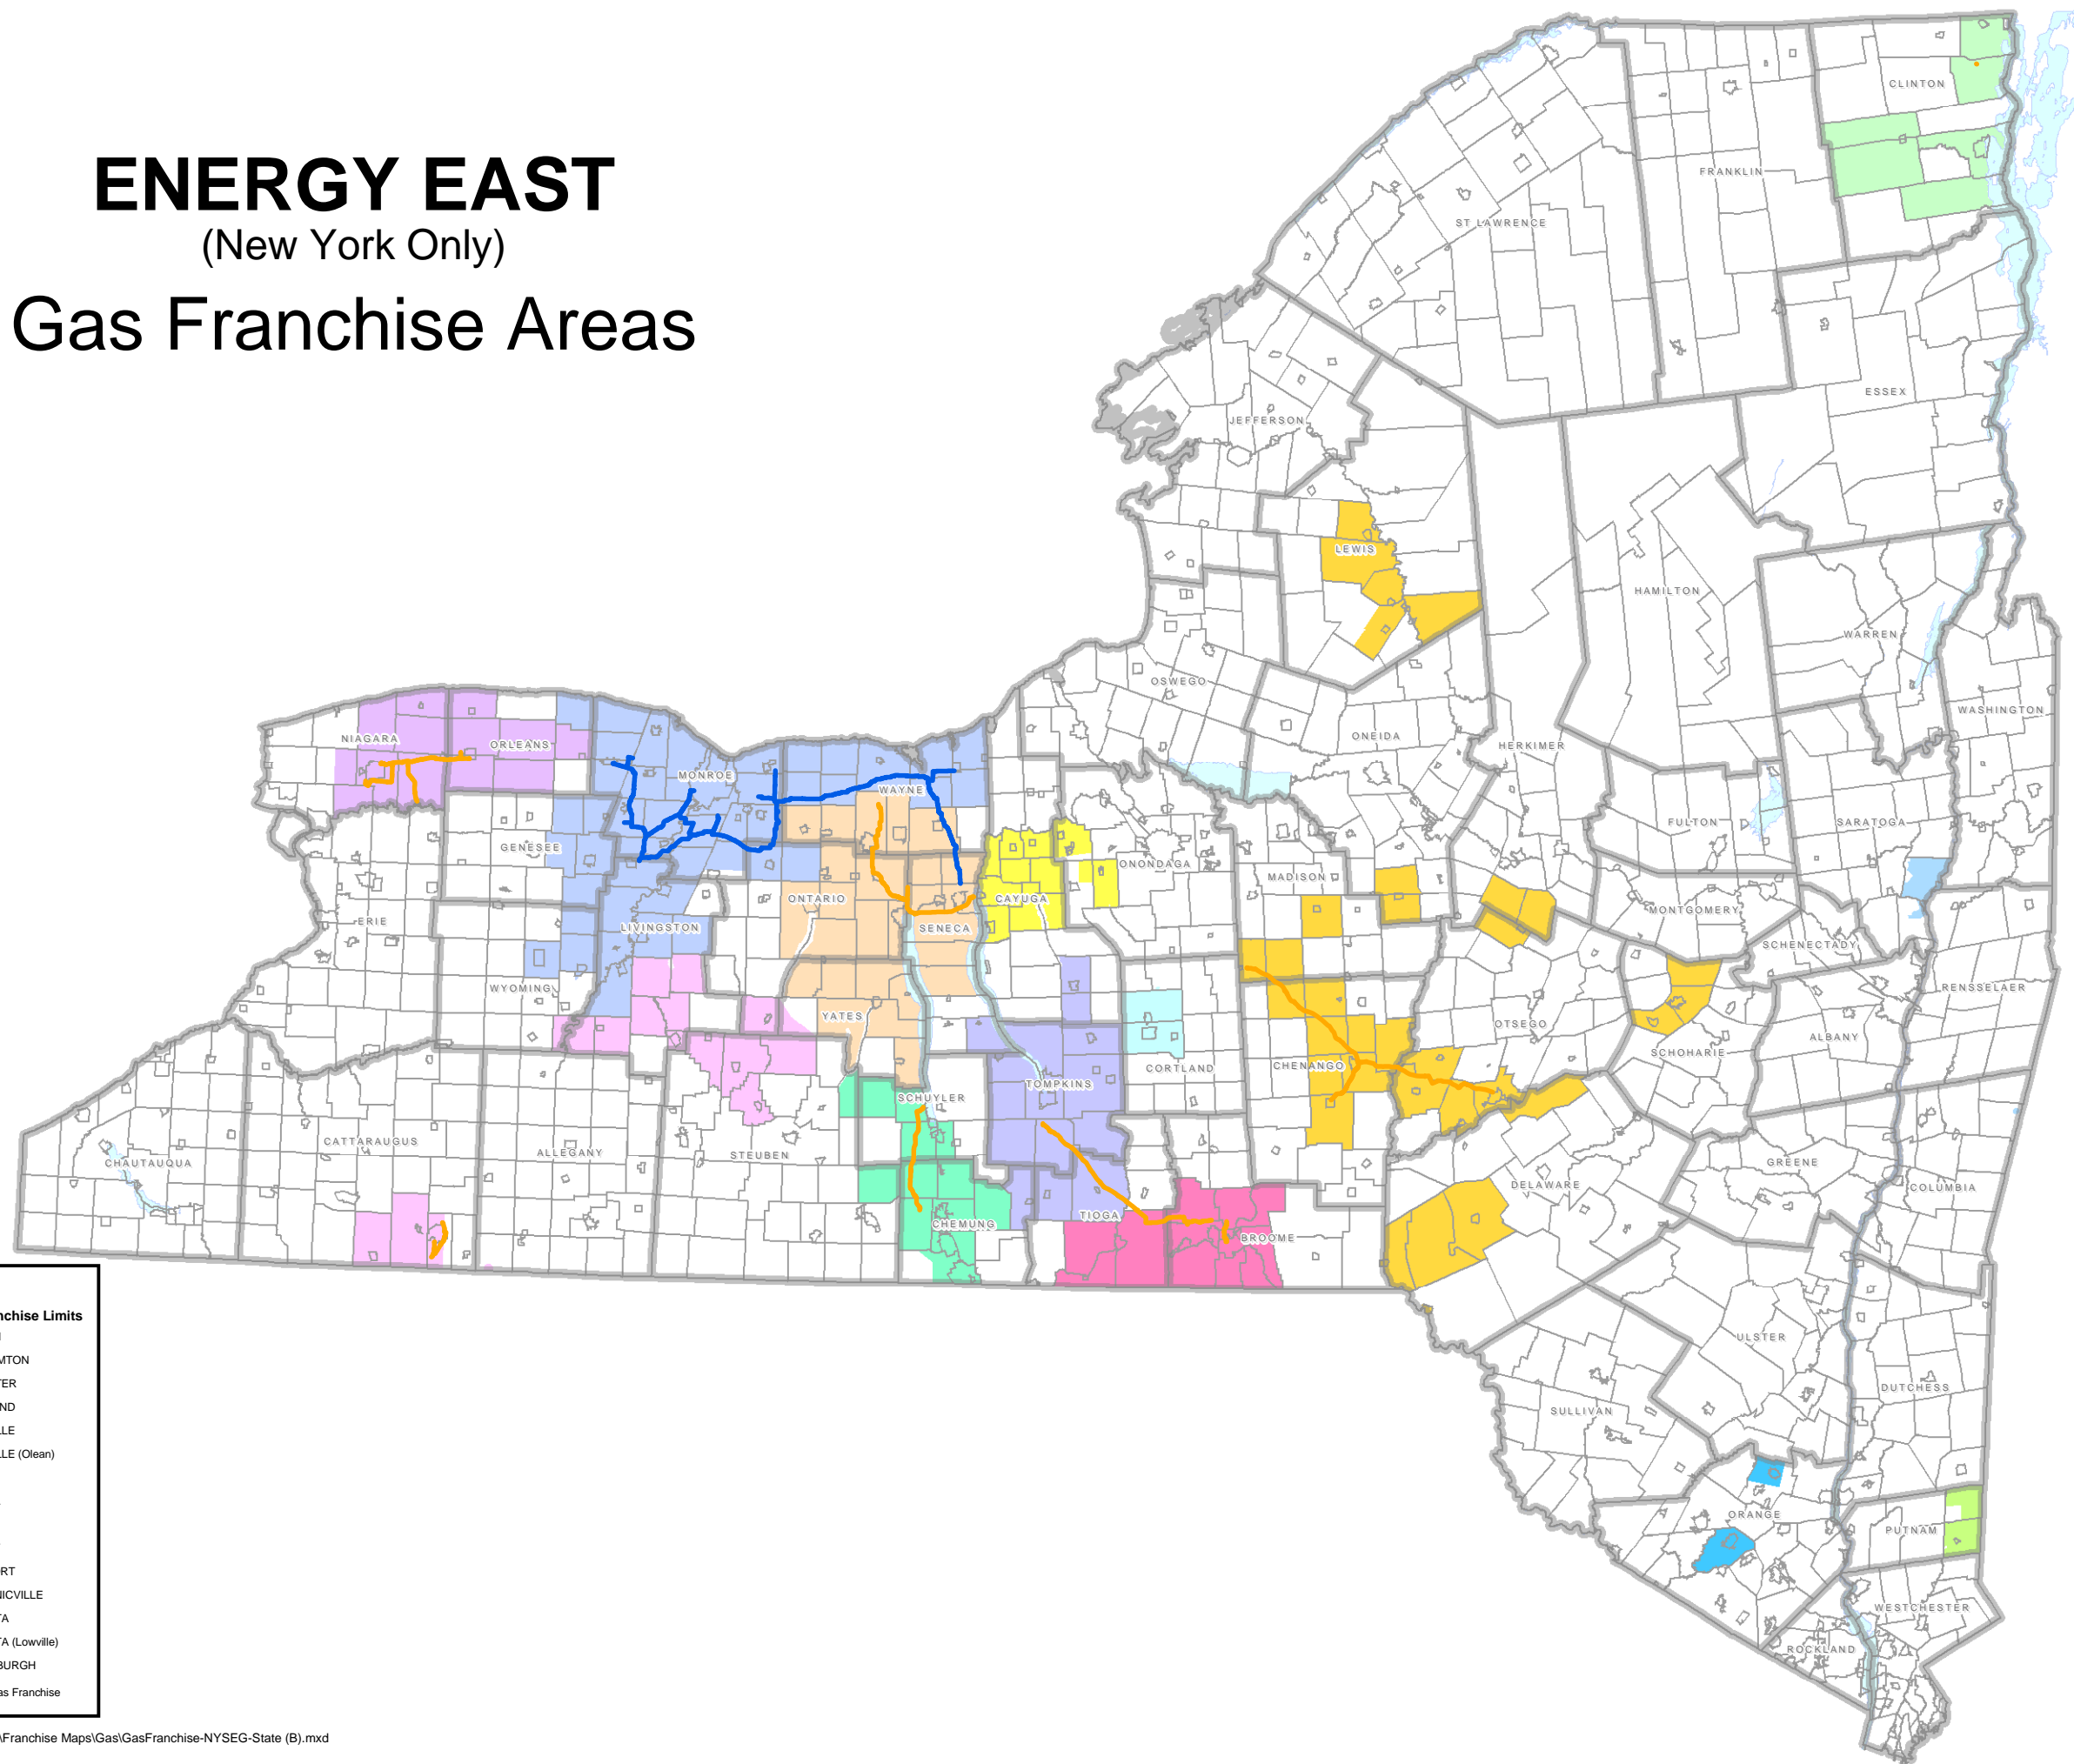 ENERGY EAST
(New York Only)
Gas Franchise Areas
CLINTON
FRANKLIN
ST LAWRENCE
ESSEX
JEFFERSON
LEWIS
HAMILTON
WARREN
OSWEGO
WASHINGTON
ONEIDA
HERKIMER
NIAGARA
ORLEANS
MONROE
WAYNE
FULTON
SARATOGA
GENESEE
ONONDAGA
MADISON
ONTARIO
CAYUGA
MONTGOMERY
ERIE
LIVINGSTON
SENECA
SCHENECTADY
WYOMING
RENSSELAER
YATES
OTSEGO
ALBANY
SCHOHARIE
CHENANGO
CORTLAND
TOMPKINS
SCHUYLER
CATTARAUGUS
ALLEGANY
STEUBEN
CHAUTAUQUA
GREENE
DELAWARE
COLUMBIA
TIOGA
CHEMUNG
BROOME
nchise Limits
MTON
TER
ND
LLE
LLE (Olean)
RT
NICVILLE
TA
TA (Lowville)
BURGH
as Franchise
ULSTER
DUTCHESS
SULLIVAN
ORANGE
PUTNAM
WESTCHESTER
ROCKLAND
\Franchise Maps\Gas\GasFranchise-NYSEG-State (B).mxd